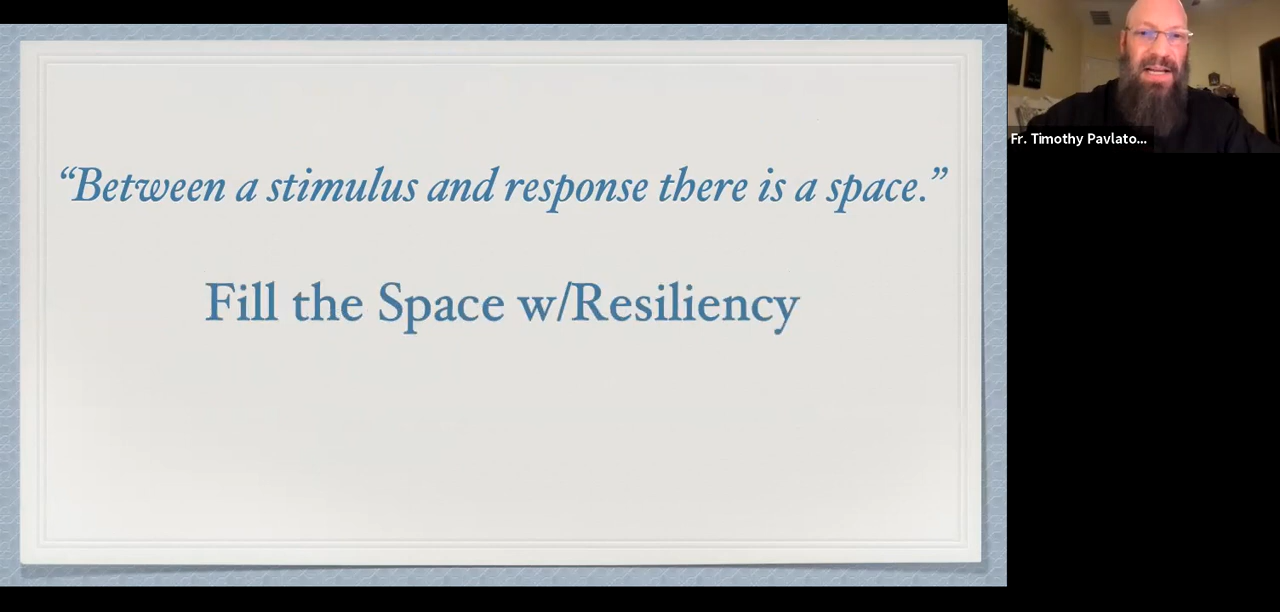 “Between a stimulus and response there is a space.”
Fill the Space w/Resiliency
Fr. Timothy Pavlato...